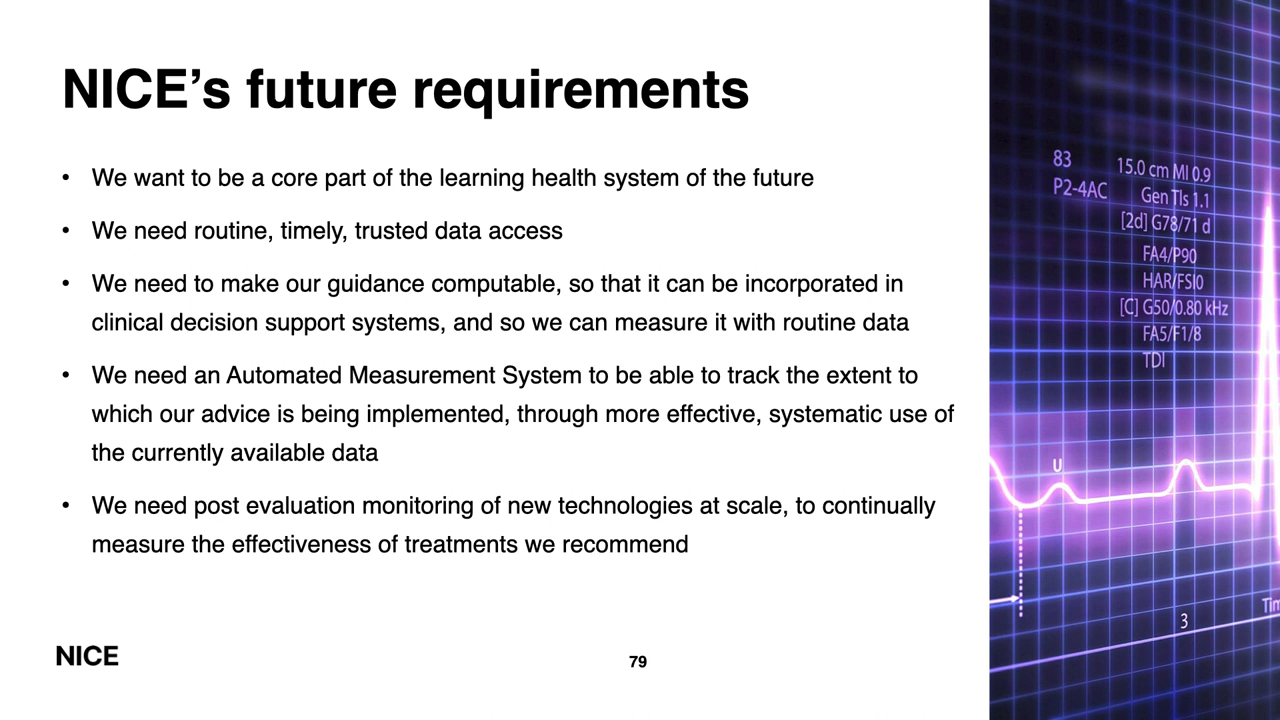 NICE’s future requirements
• We want to be a core part of the learning health system of the future
• We need routine, timely, trusted data access
• We need to make our guidance computable, so that it can be incorporated in
clinical decision support systems, and so we can measure it with routine data
• We need an Automated Measurement System to be able to track the extent to
which our advice is being implemented, through more effective, systematic use of
the currently available data
• We need post evaluation monitoring of new technologies at scale, to continually
measure the effectiveness of treatments we recommend
NICE
79
83
P2-4AC
15.0 cm MI 0.9
Gen TIs 1.1
[2d] G78/71 d
FA4/P90
HAR/FSI0
[C] G50/0.80 kHz
FA5/F1/8
TDI
U
3